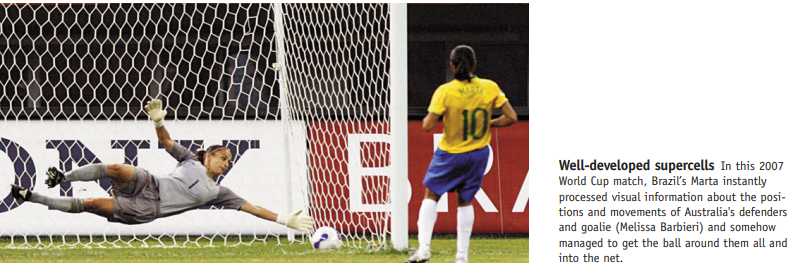 ONY
BRA
MARTA
10
Well-developed supercells In this 2007
World Cup match, Brazil's Marta instantly
processed visual information about the posi-
tions and movements of Australia's defenders
and goalie (Melissa Barbieri) and somehow
managed to get the ball around them all and
into the net.